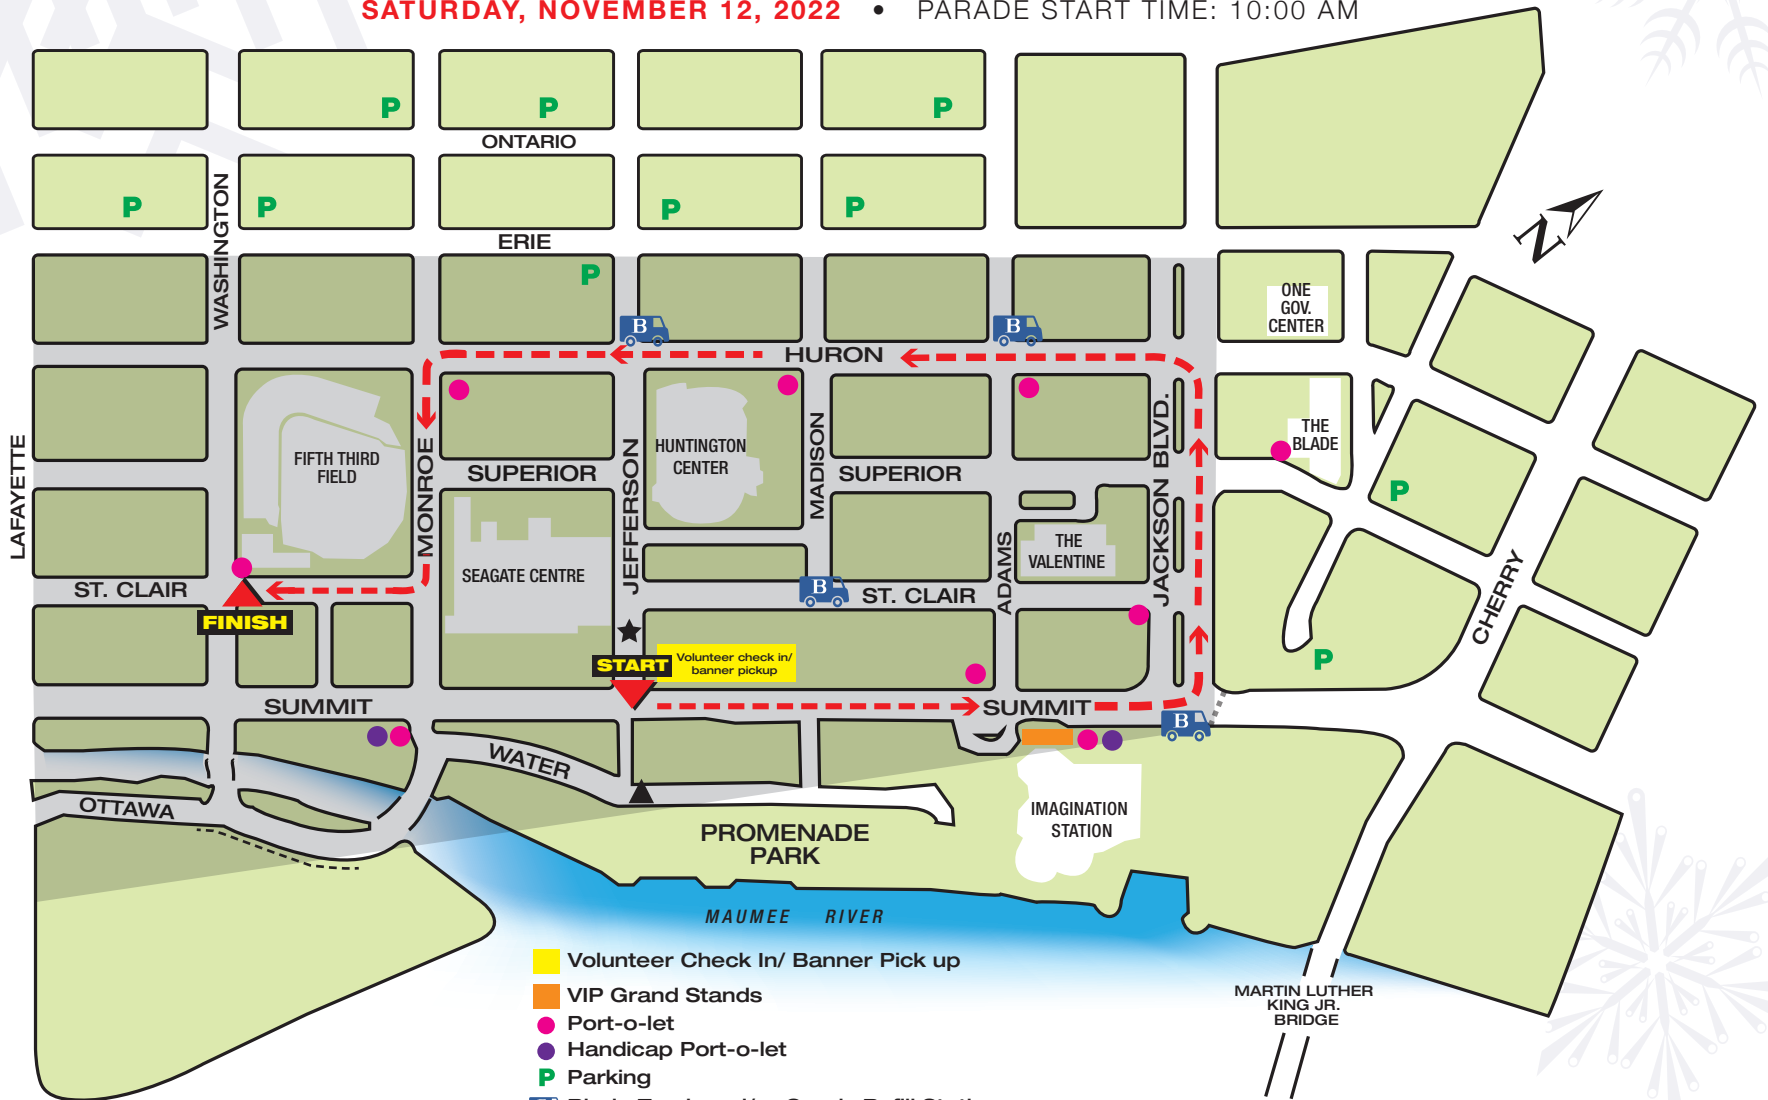 SATURDAY, NOVEMBER 12, 2022 • PARADE START TIME: 10:00 AM
P
P
P
ONTARIO
P
P
P
P
WASHINGTON
ERIE
P
N
ONE
GOV.
CENTER
B
B
HURON
LAFAYETTE
FIFTH THIRD
FIELD
MONROE
SUPERIOR
JEFFERSON
HUNTINGTON
CENTER
MADISON
SUPERIOR
JACKSON BLVD.
THE
BLADE
P
SEAGATE CENTRE
ADAMS
THE
VALENTINE
CHERRY
ST. CLAIR
B
ST. CLAIR
FINISH
START
Volunteer check in/
banner pickup
P
SUMMIT
SUMMIT
B
WATER
OTTAWA
PROMENADE
PARK
IMAGINATION
STATION
MAUMEE RIVER
MARTIN LUTHER
KING JR.
BRIDGE
Volunteer Check In/ Banner Pick up
VIP Grand Stands
Port-o-let
Handicap Port-o-let
P Parking